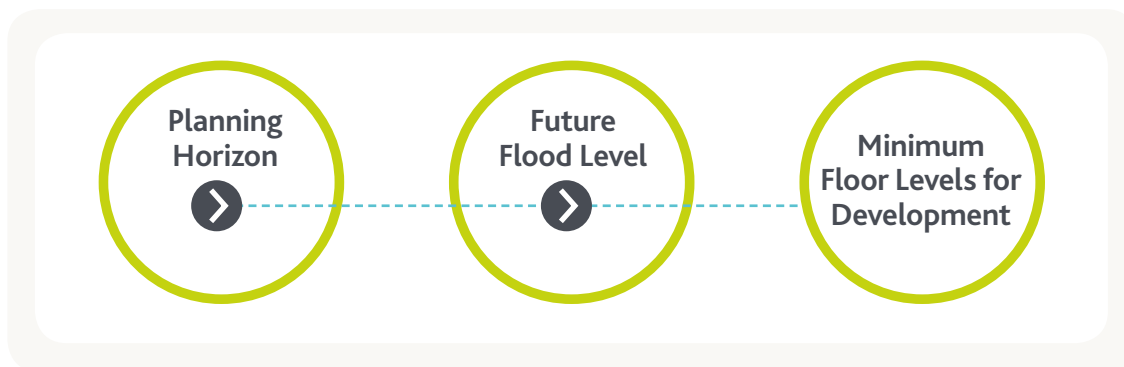 Planning
Horizon
Future
Flood Level
Minimum
Floor Levels for
Development